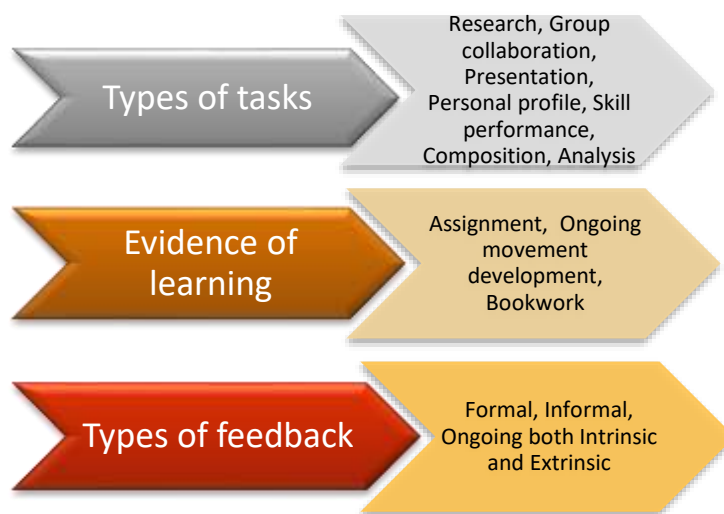 Types of tasks
Research, Group
collaboration,
Presentation,
Personal profile, Skill
performance,
Composition, Analysis
Evidence of
learning
Assignment, Ongoing
movement
development,
Bookwork
Types of feedback
Formal, Informal,
Ongoing both Intrinsic
and Extrinsic